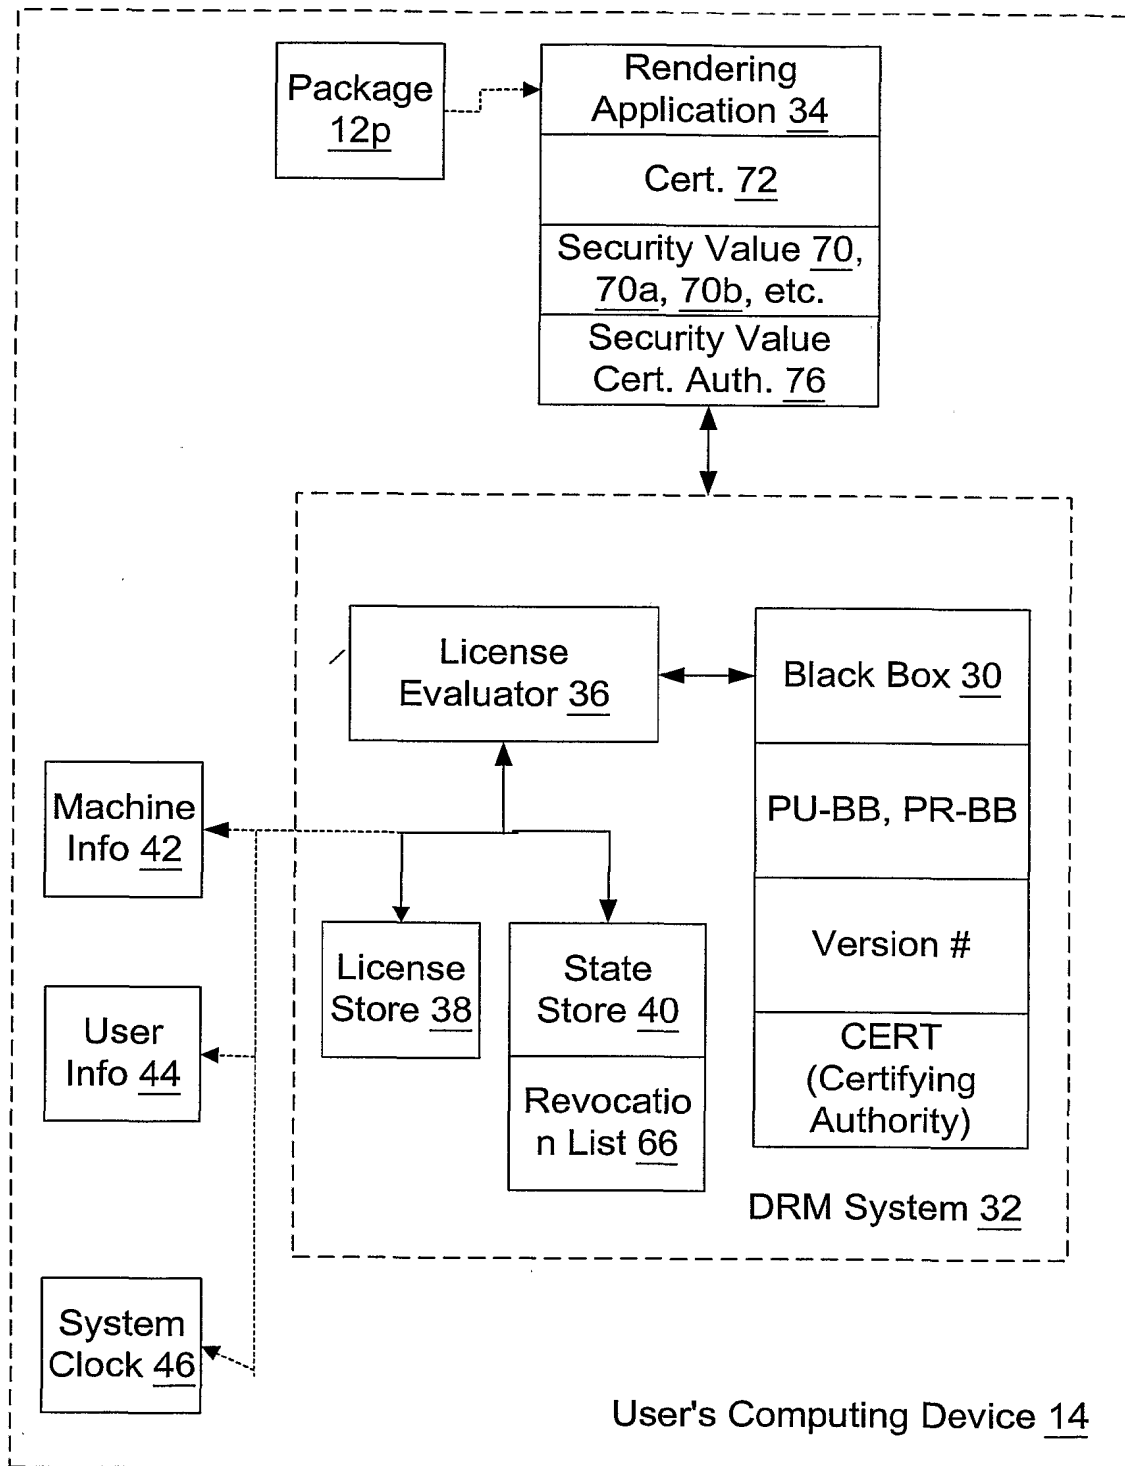 Package
12p
Rendering
Application 34
Cert. 72
Security Value 70,
70a, 70b, etc.
Security Value
Cert. Auth. 76
License
Evaluator 36
Black Box 30
PU-BB, PR-BB
Version #
CERT
(Certifying
Authority)
Machine
Info 42
License
Store 38
State
Store 40
Revocatio
n List 66
User
Info 44
DRM System 32
System
Clock 46
User's Computing Device 14